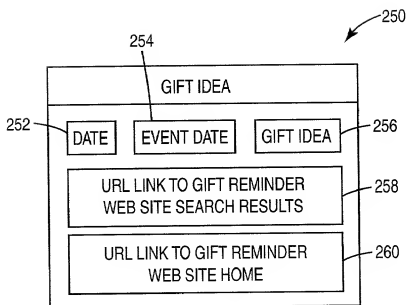 250
254
GIFT IDEA
252
DATE
EVENT DATE
GIFT IDEA
256
URL LINK TO GIFT REMINDER
WEB SITE SEARCH RESULTS
258
URL LINK TO GIFT REMINDER
WEB SITE HOME
260